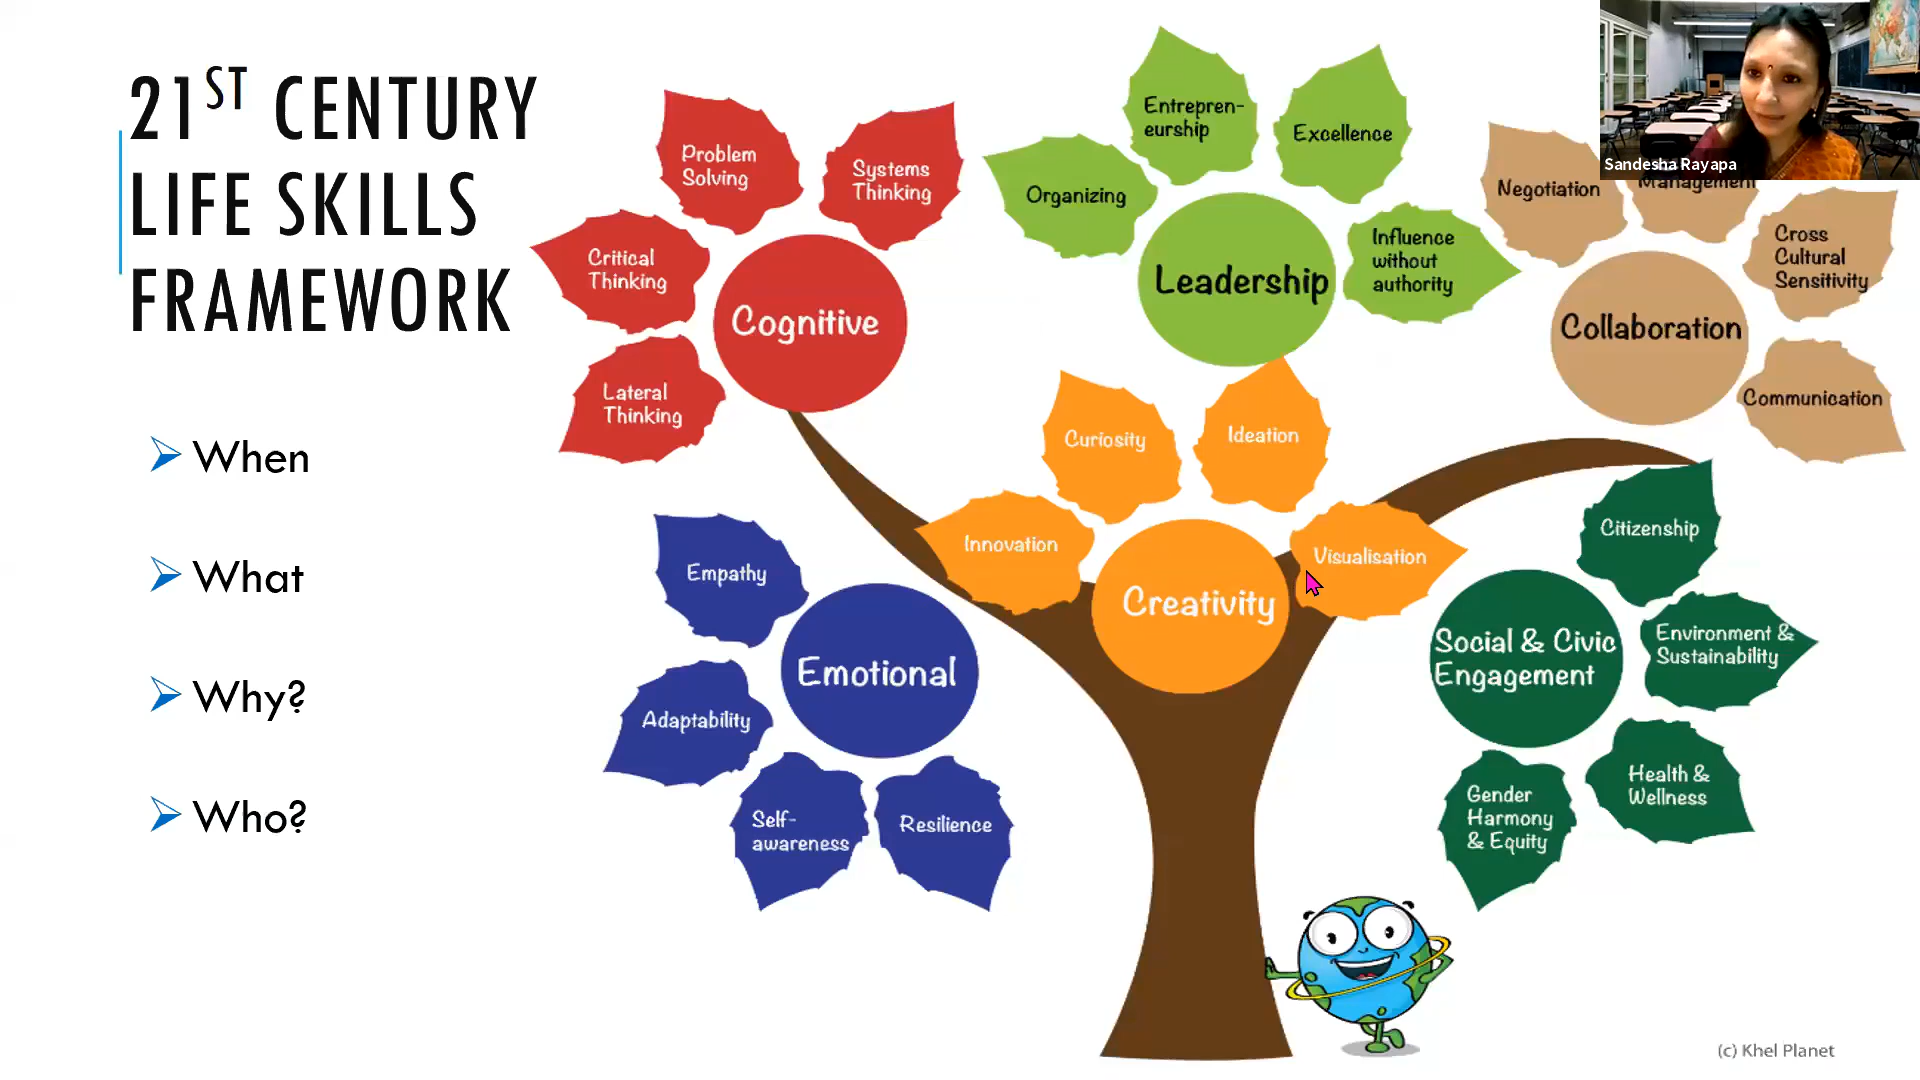 21ST CENTURY
LIFE SKILLS
FRAMEWORK
When
What
Why?
Who?
Problem
Solving
Systems
Thinking
Critical
Thinking
Lateral
Thinking
Cognitive
Entrepren-
eurship
Excellence
Organizing
Influence
without
authority
Leadership
Sandesha Rayapa
Negotiation
Management
Cross
Cultural
Sensitivity
Communication
Collaboration
Curiosity
Ideation
Innovation
Visualisation
Creativity
Empathy
Adaptability
Self-
awareness
Resilience
Emotional
Citizenship
Environment &
Sustainability
Health &
Wellness
Gender
Harmony
& Equity
Social & Civic
Engagement
(c) Khel Planet